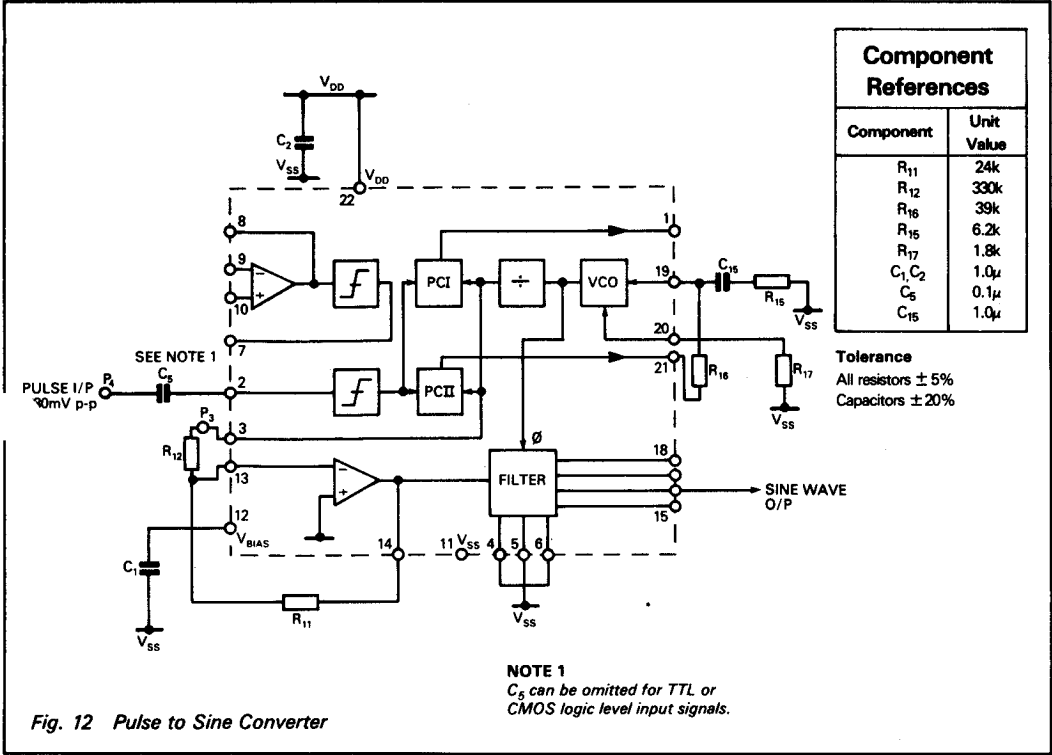 Component
References
Component Unit Value
R11 24k
R12 330k
R16 39k
R15 6.2k
R17 1.8k
C1,C2 1.0μ
C5 0.1μ
C15 1.0μ
Tolerance
All resistors ± 5%
Capacitors ± 20%
VDD
C2
VSS
VDD
22
8
9
10
7
1
19
20
21
PCI
÷
VCO
C15
R15
VSS
R16
R17
VSS
SEE NOTE 1
PULSE I/P
30mV p-p
P4
C5
2
PCII
P3
3
R12
13
12
VBIAS
C1
VSS
R11
14
11 VSS
4
5
6
VSS
Ø
FILTER
18
15
SINE WAVE
O/P
NOTE 1
C5 can be omitted for TTL or
CMOS logic level input signals.
Fig. 12 Pulse to Sine Converter